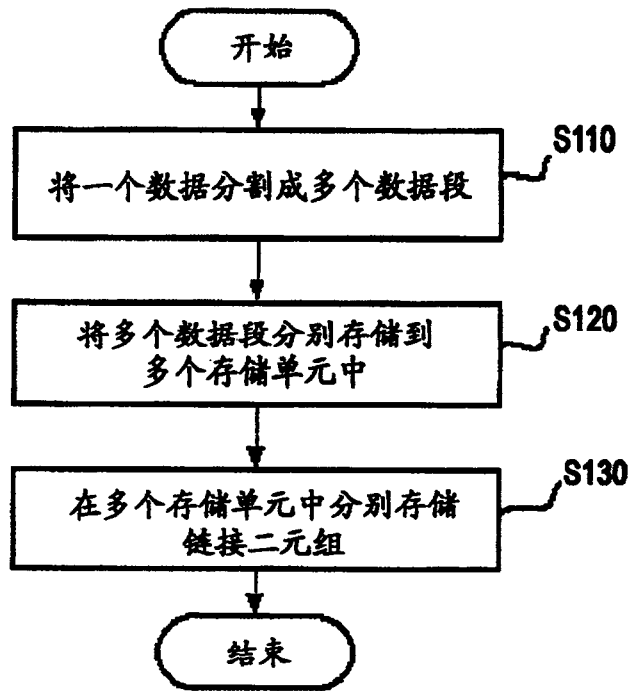 开始
S110
将一个数据分割成多个数据段
S120
将多个数据段分别存储到
多个存储单元中
S130
在多个存储单元中分别存储
链接二元组
结束